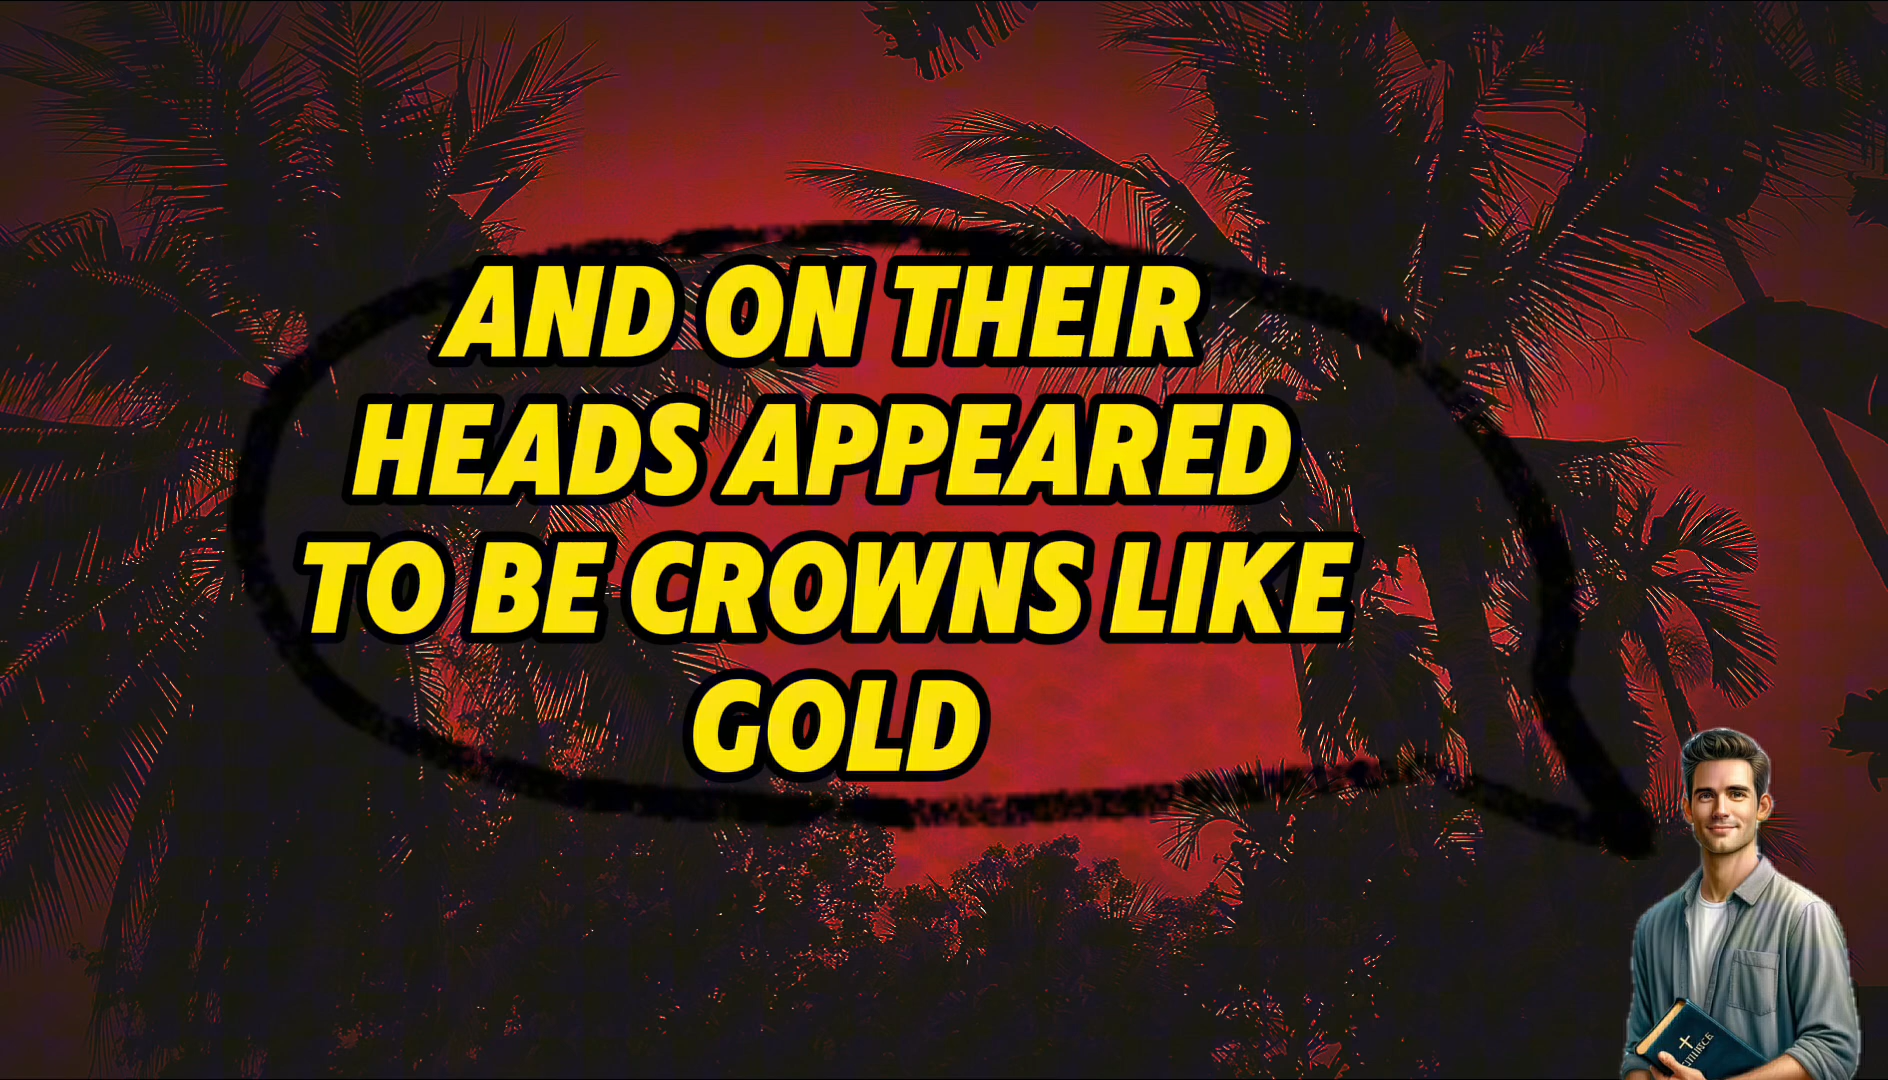 AND ON THEIR
HEADS APPEARED
TO BE CROWNS LIKE
GOLD